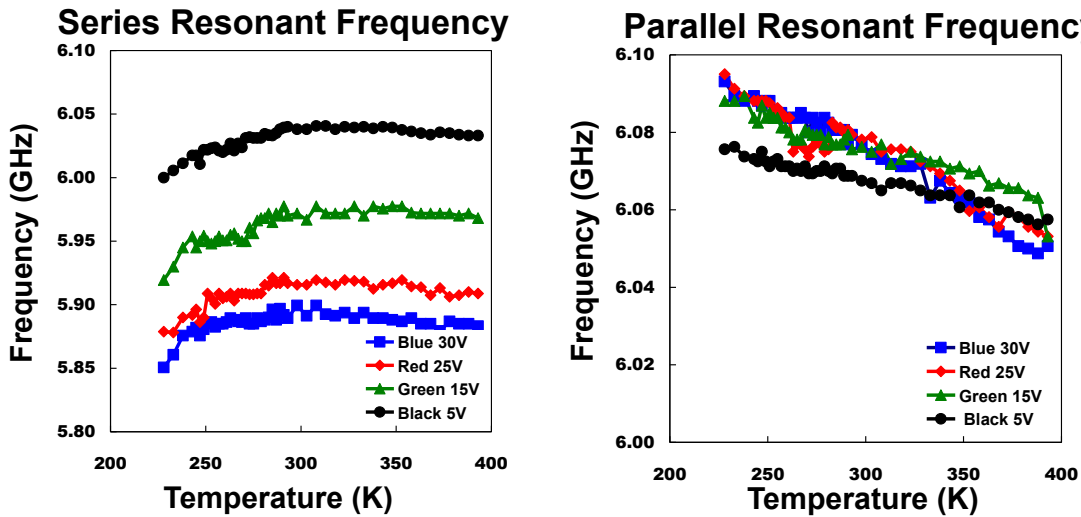 Series Resonant Frequency
6.10
6.05
6.00
5.95
5.90
5.85
5.80
Frequency (GHz)
Blue 30V
Red 25V
Green 15V
Black 5V
200
250
300
350
400
Temperature (K)
Parallel Resonant Frequency
6.10
6.08
6.06
6.04
6.02
6.00
Frequency (GHz)
Blue 30V
Red 25V
Green 15V
Black 5V
200
250
300
350
400
Temperature (K)